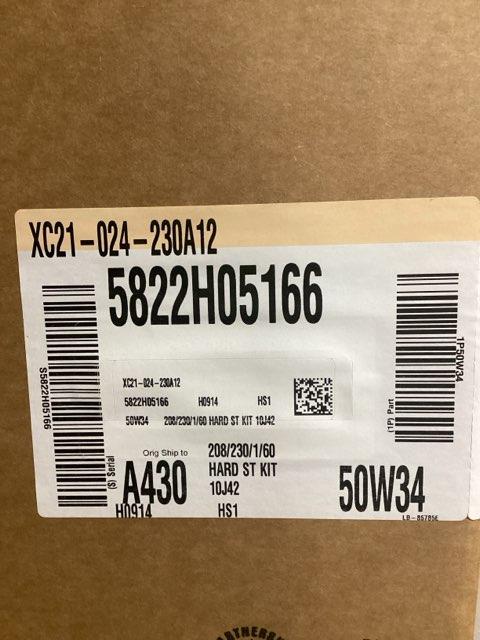 XC21-024-230A12
5822H05166
S5822H05166
(S) Serial
XC21-024-230A12
5822H05166 H0914 HS1
50W34 208/230/1/60 HARD ST KIT 10J42
1P50W34
(1P) Part
Orig Ship to
A430
H0914
208/230/1/60
HARD ST KIT
10J42
HS1
50W34
LB-85785E